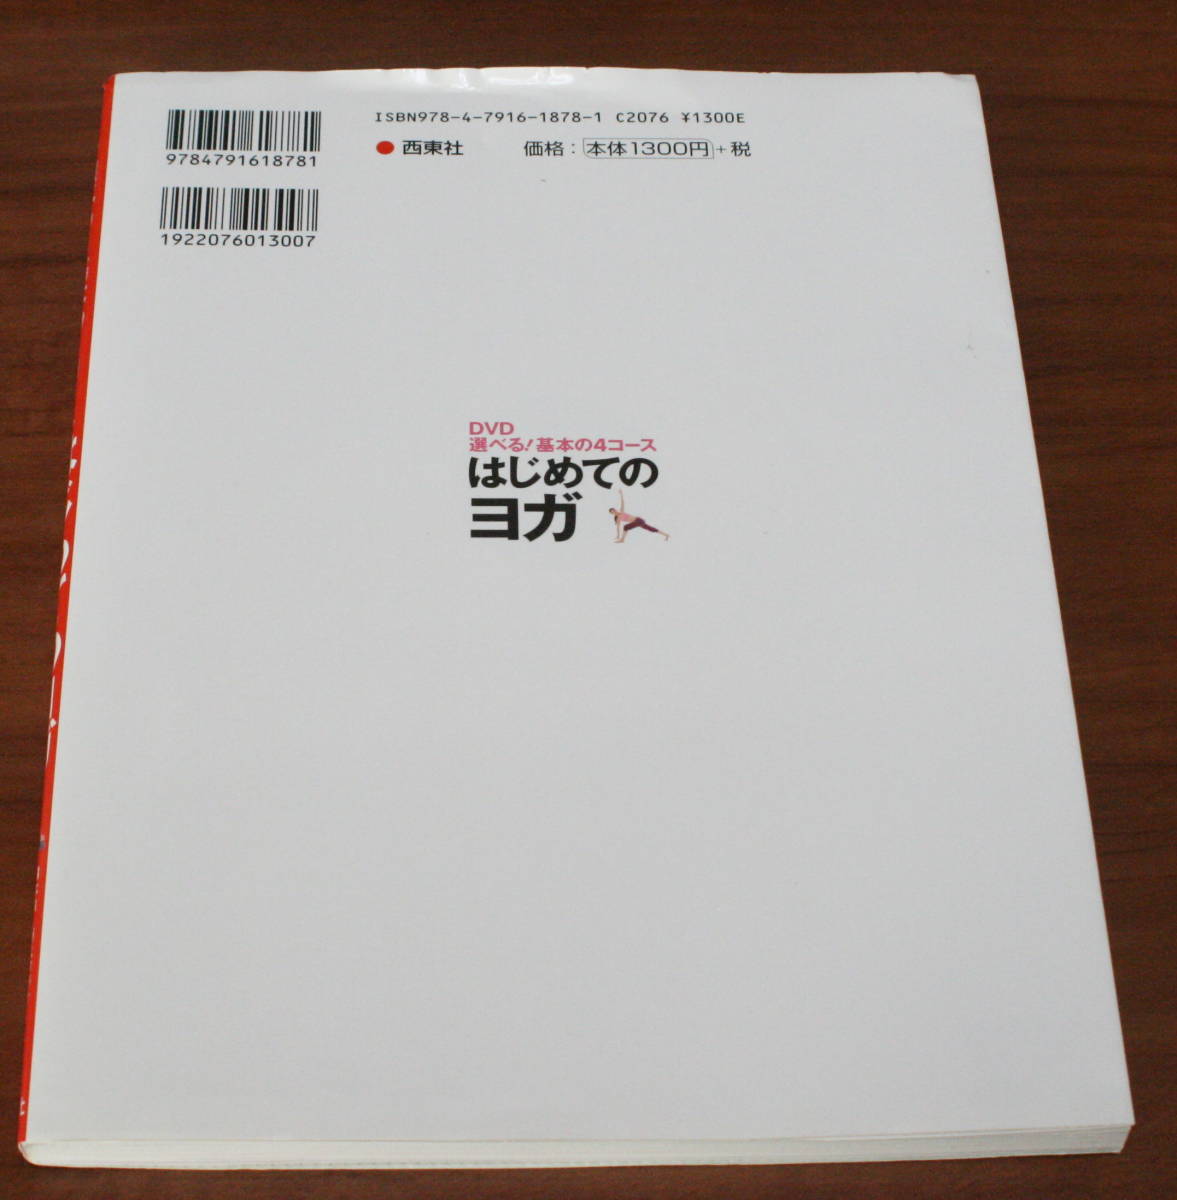 ISBN978-4-7916-1878-1 C2076 ¥1300E
9784791618781
● 西東社 価格：本体1300円＋税
1922076013007
DVD
選べる！基本の4コース
はじめての
ヨガ